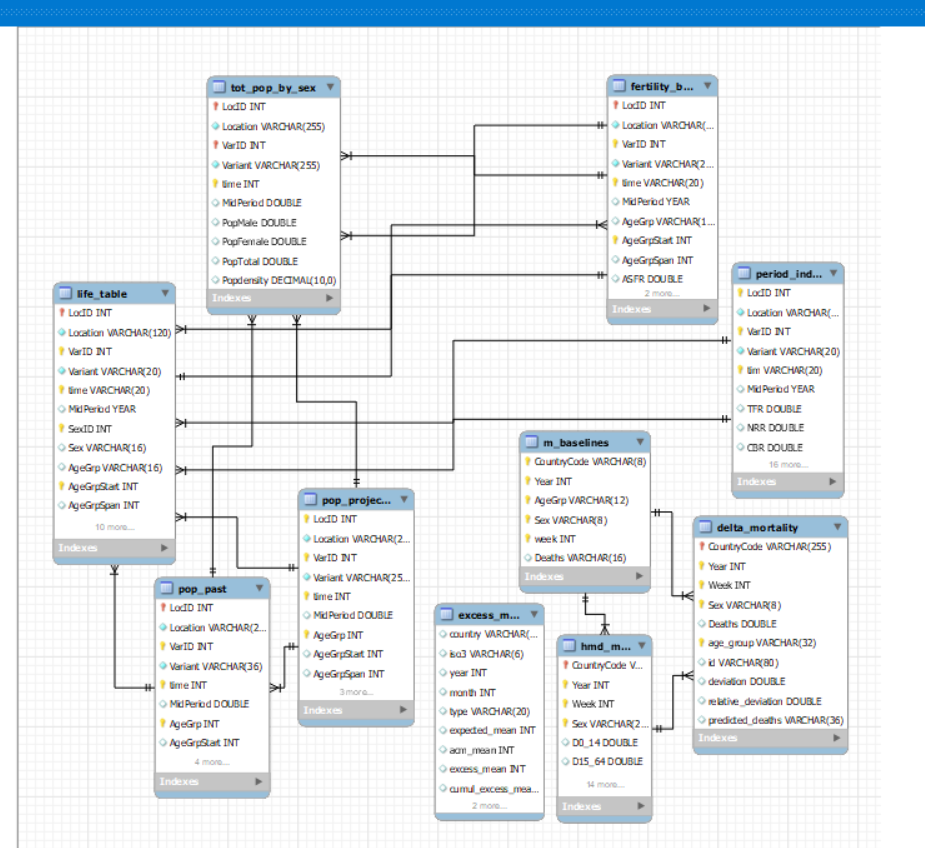 tot_pop_by_sex
LocID INT
Location VARCHAR(255)
VarID INT
Variant VARCHAR(255)
time INT
MidPeriod DOUBLE
PopMale DOUBLE
PopFemale DOUBLE
PopTotal DOUBLE
Popdensity DECIMAL(10,0)
Indexes
fertility_b...
LocID INT
Location VARCHAR(...
VarID INT
Variant VARCHAR(2...
time VARCHAR(20)
MidPeriod YEAR
AgeGrp VARCHAR(1...
AgeGrpStart INT
AgeGrpSpan INT
ASFR DOUBLE
2 more...
Indexes
period_ind...
LocID INT
Location VARCHAR(...
VarID INT
Variant VARCHAR(20)
tim VARCHAR(20)
MidPeriod YEAR
TFR DOUBLE
NRR DOUBLE
CBR DOUBLE
16 more...
Indexes
life_table
LocID INT
Location VARCHAR(120)
VarID INT
Variant VARCHAR(20)
time VARCHAR(20)
MidPeriod YEAR
SexID INT
Sex VARCHAR(16)
AgeGrp VARCHAR(16)
AgeGrpStart INT
AgeGrpSpan INT
10 more...
Indexes
m_baselines
CountryCode VARCHAR(8)
Year INT
AgeGrp VARCHAR(12)
Sex VARCHAR(8)
week INT
Deaths VARCHAR(16)
Indexes
pop_projec...
LocID INT
Location VARCHAR(2...
VarID INT
Variant VARCHAR(25...
time INT
MidPeriod DOUBLE
AgeGrp INT
AgeGrpStart INT
AgeGrpSpan INT
3 more...
Indexes
delta_mortality
CountryCode VARCHAR(255)
Year INT
Week INT
Sex VARCHAR(8)
Deaths DOUBLE
age_group VARCHAR(32)
id VARCHAR(80)
deviation DOUBLE
relative_deviation DOUBLE
predicted_deaths VARCHAR(36)
Indexes
pop_past
LocID INT
Location VARCHAR(2...
VarID INT
Variant VARCHAR(36)
time INT
MidPeriod DOUBLE
AgeGrp INT
AgeGrpStart INT
4 more...
Indexes
excess_m...
country VARCHAR(...
iso3 VARCHAR(6)
year INT
month INT
type VARCHAR(20)
expected_mean INT
acm_mean INT
excess_mean INT
cumul_excess_mea...
2 more...
Indexes
hmd_m...
CountryCode V...
Year INT
Week INT
Sex VARCHAR(2...
D0_14 DOUBLE
D15_64 DOUBLE
14 more...
Indexes